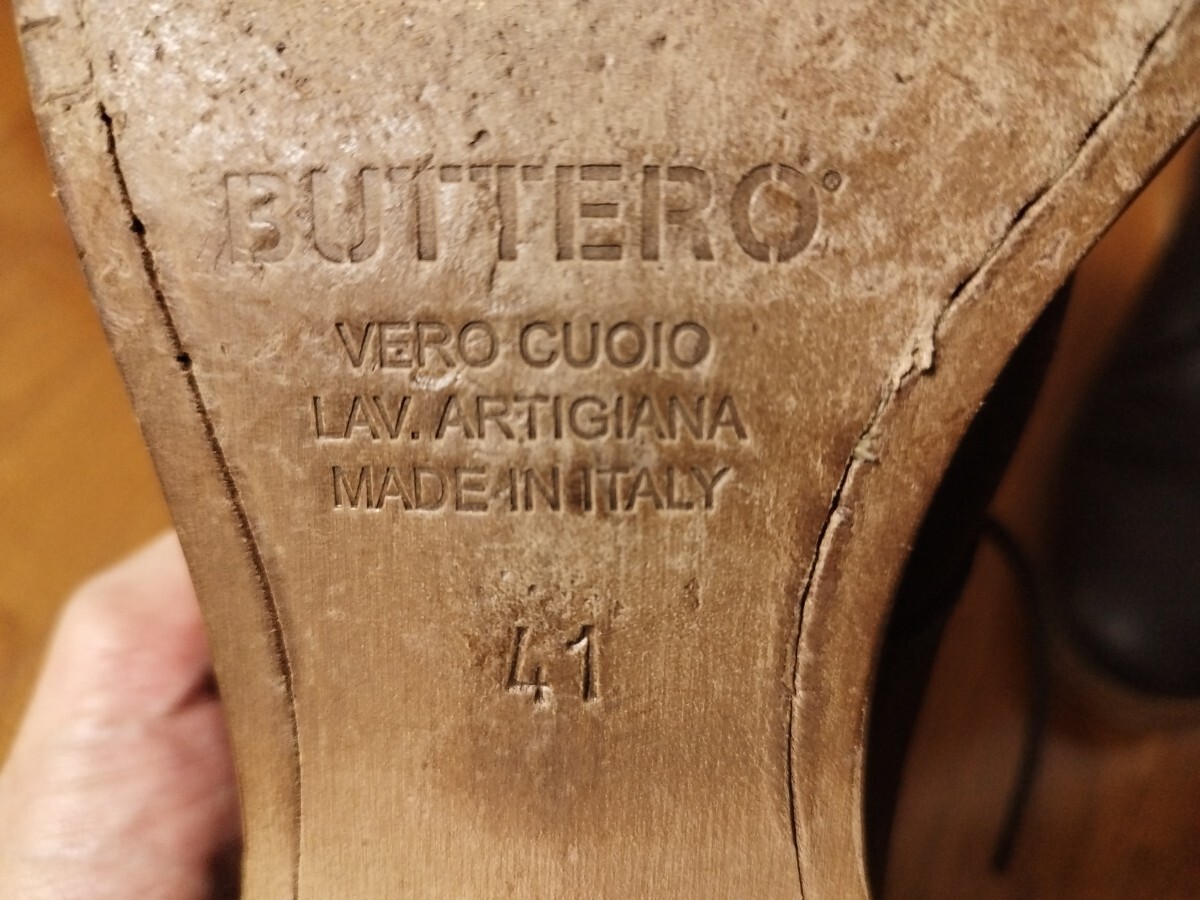 BUTTERO®
VERO CUOIO
LAV. ARTIGIANA
MADE IN ITALY
41